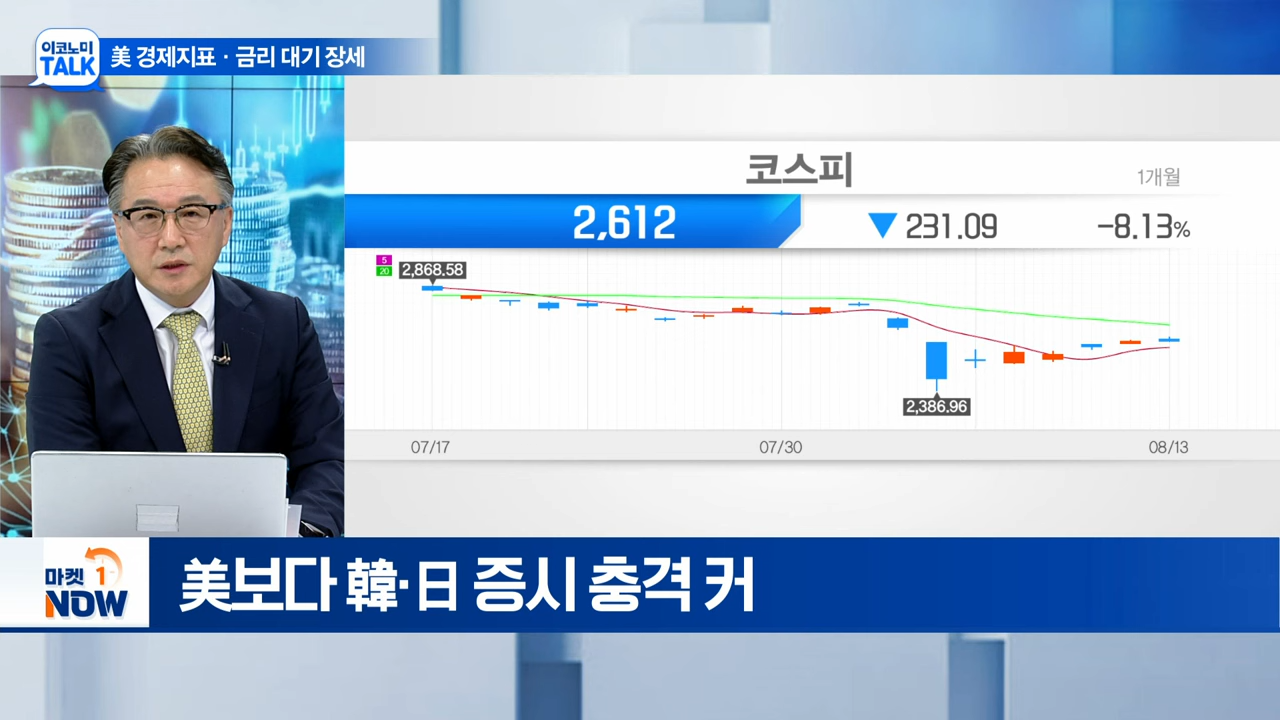 이코노미
TALK
美 경제지표 · 금리 대기 장세
코스피
1개월
2,612
▼ 231.09
-8.13%
5
20
2,868.58
2,386.96
07/17
07/30
08/13
마켓 1
NOW
美보다 韓·日 증시 충격 커